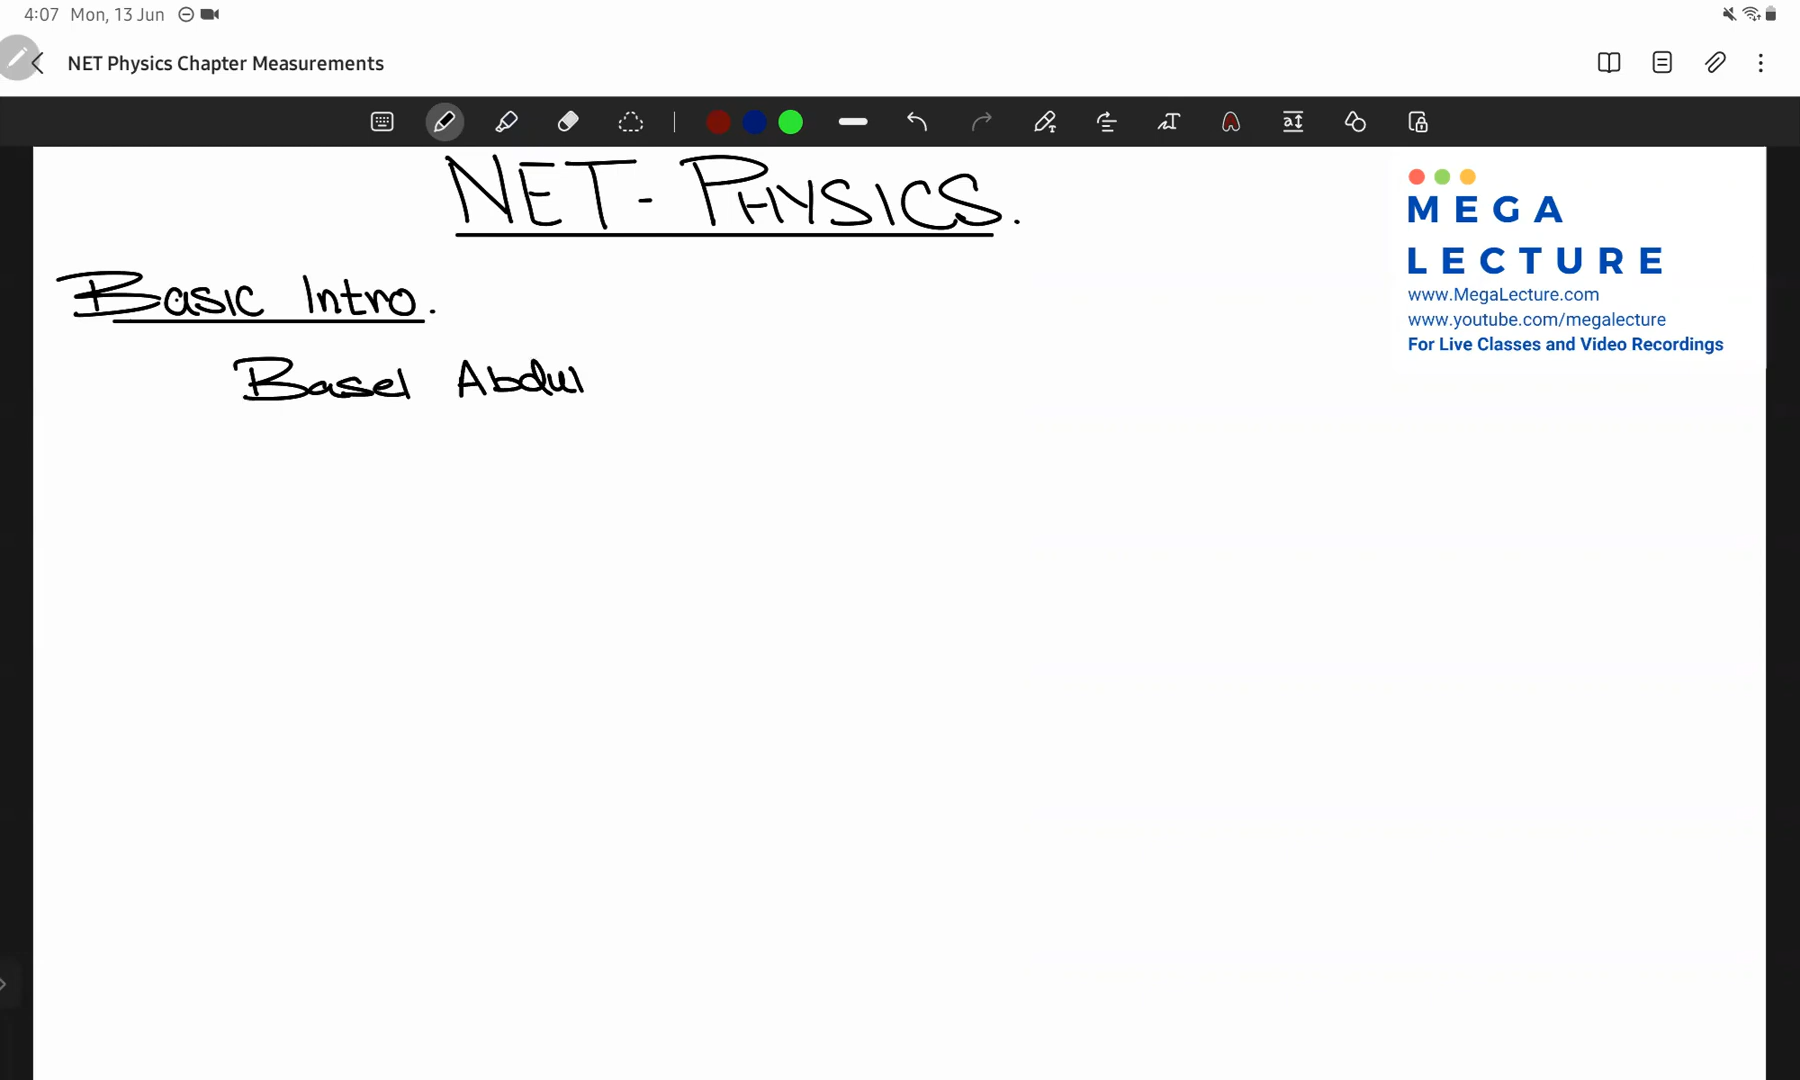 4:07 Mon, 13 Jun
NET Physics Chapter Measurements
NET-PHYSICS.
MEGA
LECTURE
www.MegaLecture.com
www.youtube.com/megalecture
For Live Classes and Video Recordings
Basic Intro.
Basel Abdul